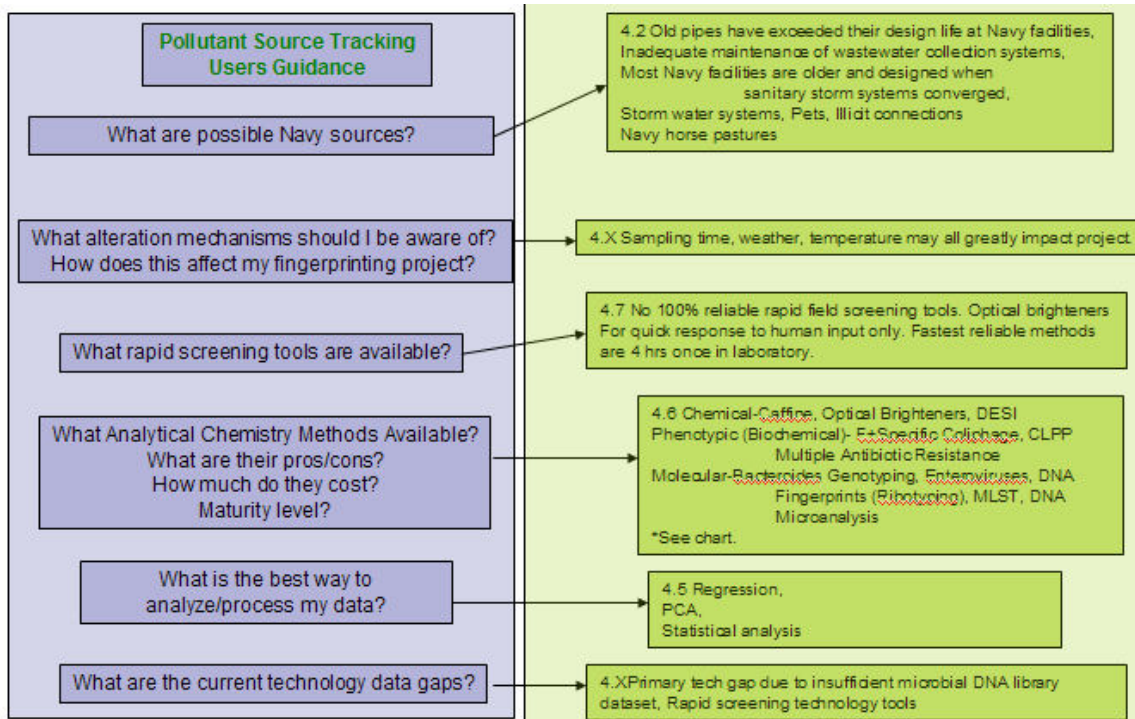 Pollutant Source Tracking
Users Guidance
What are possible Navy sources?
4.2 Old pipes have exceeded their design life at Navy facilities,
Inadequate maintenance of wastewater collection systems,
Most Navy facilities are older and designed when
sanitary storm systems converged,
Storm water systems, Pets, Illicit connections
Navy horse pastures
What alteration mechanisms should I be aware of?
How does this affect my fingerprinting project?
4.X Sampling time, weather, temperature may all greatly impact project
What rapid screening tools are available?
4.7 No 100% reliable rapid field screening tools. Optical brighteners
For quick response to human input only. Fastest reliable methods
are 4 hrs once in laboratory.
What Analytical Chemistry Methods Available?
What are their pros/cons?
How much do they cost?
Maturity level?
4.6 Chemical-Caffine, Optical Brighteners, DESI
Phenotypic (Biochemical)- F+Specific Coliphage, CLPP
Multiple Antibiotic Resistance
Molecular-Bacteroides Genotyping, Enteroviruses, DNA
Fingerprints (Ribotyping), MLST, DNA
Microanalysis
*See chart.
What is the best way to
analyze/process my data?
4.5 Regression,
PCA,
Statistical analysis
What are the current technology data gaps?
4.XPrimary tech gap due to insufficient microbial DNA library
dataset, Rapid screening technology tools